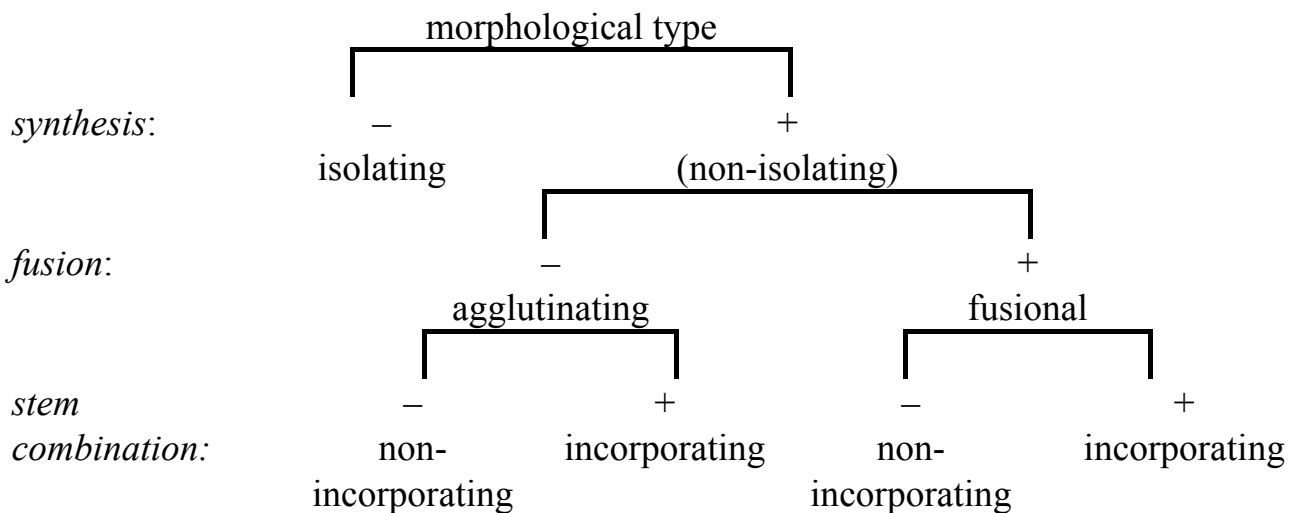 morphological type
synthesis: – +
isolating (non-isolating)
fusion: – +
agglutinating fusional
stem – + – +
combination: non- incorporating non- incorporating
incorporating incorporating